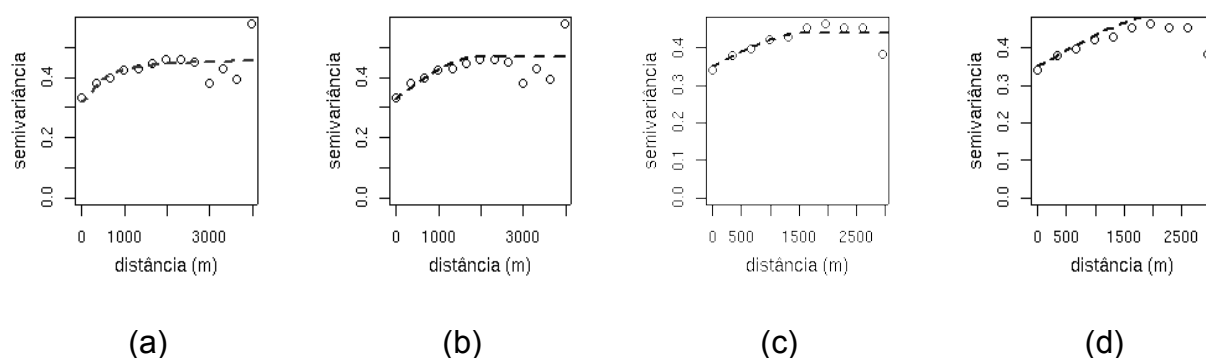 semivariância
0.0 0.2 0.4
0 1000 3000
distância (m)
(a)
semivariância
0.0 0.2 0.4
0 1000 3000
distância (m)
(b)
semivariância
0.0 0.1 0.2 0.3 0.4
0 500 1500 2500
distância (m)
(c)
semivariância
0.0 0.1 0.2 0.3 0.4
0 500 1500 2500
distância (m)
(d)